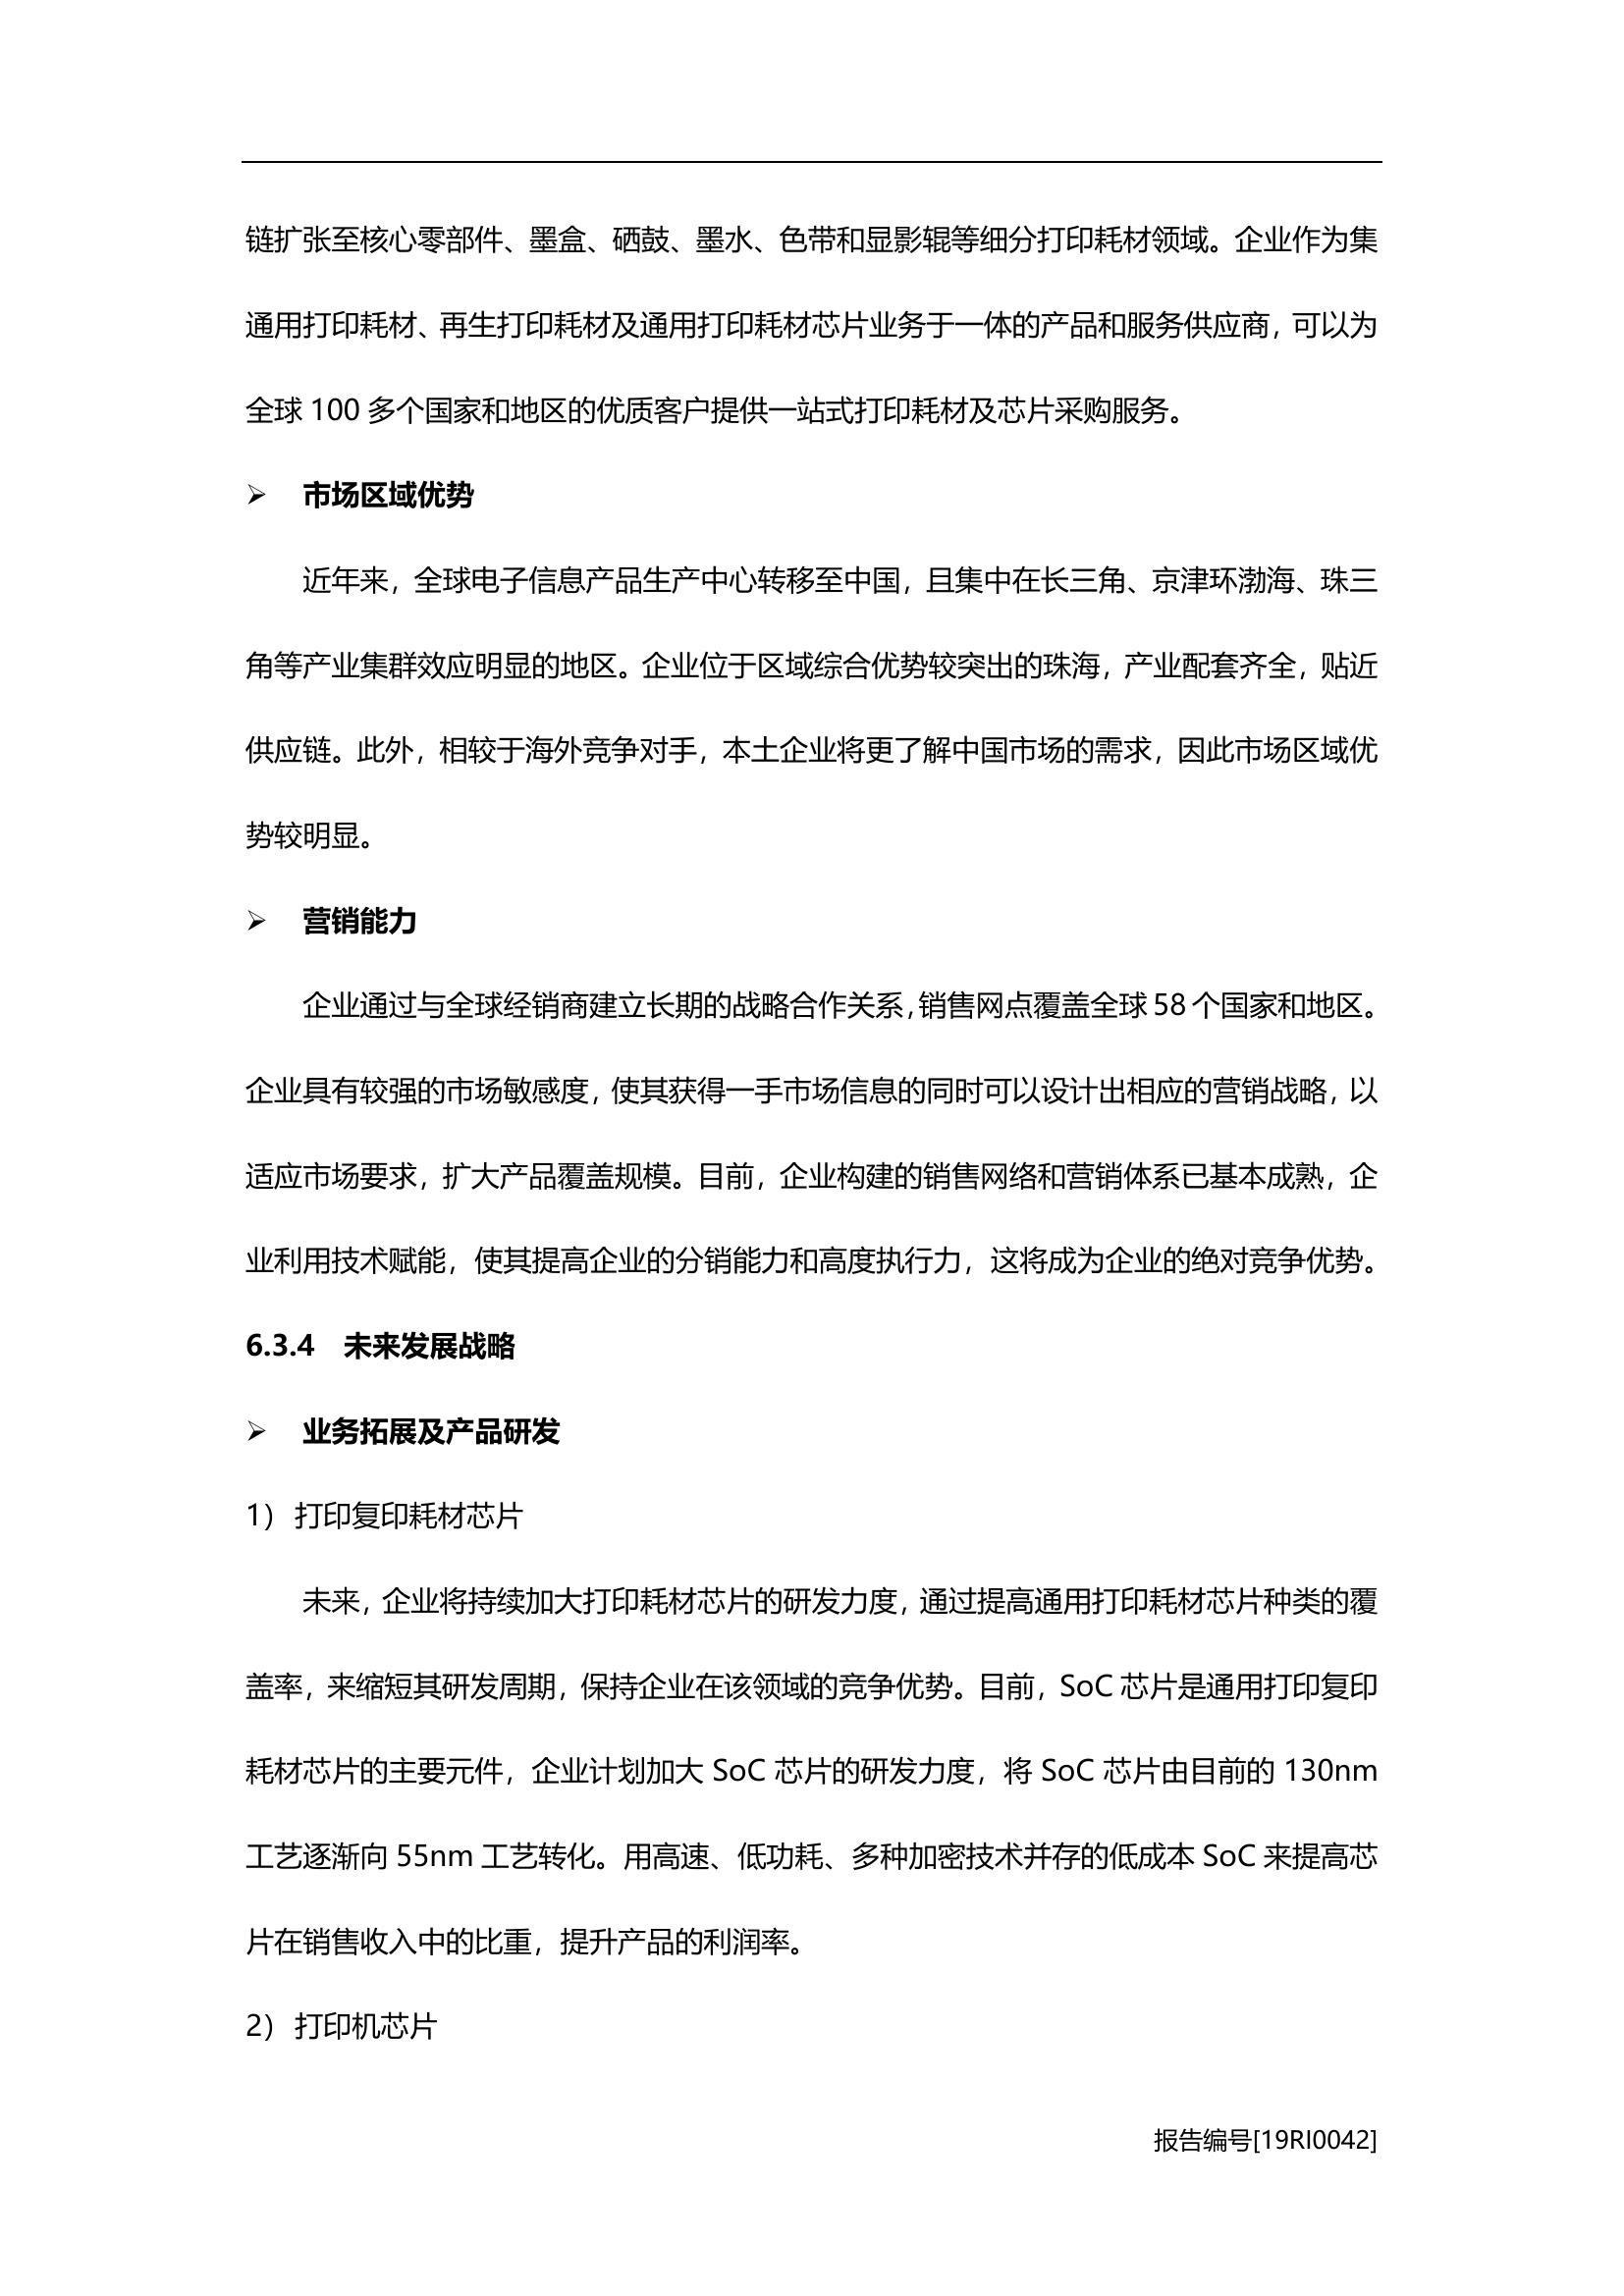 链扩张至核心零部件、墨盒、硒鼓、墨水、色带和显影辊等细分打印耗材领域。企业作为集
通用打印耗材、再生打印耗材及通用打印耗材芯片业务于一体的产品和服务供应商，可以为
全球 100 多个国家和地区的优质客户提供一站式打印耗材及芯片采购服务。
➢ 市场区域优势
近年来，全球电子信息产品生产中心转移至中国，且集中在长三角、京津环渤海、珠三
角等产业集群效应明显的地区。企业位于区域综合优势较突出的珠海，产业配套齐全，贴近
供应链。此外，相较于海外竞争对手，本土企业将更了解中国市场的需求，因此市场区域优
势较明显。
➢ 营销能力
企业通过与全球经销商建立长期的战略合作关系，销售网点覆盖全球 58 个国家和地区。
企业具有较强的市场敏感度，使其获得一手市场信息的同时可以设计出相应的营销战略，以
适应市场要求，扩大产品覆盖规模。目前，企业构建的销售网络和营销体系已基本成熟，企
业利用技术赋能，使其提高企业的分销能力和高度执行力，这将成为企业的绝对竞争优势。
6.3.4 未来发展战略
➢ 业务拓展及产品研发
1） 打印复印耗材芯片
未来，企业将持续加大打印耗材芯片的研发力度，通过提高通用打印耗材芯片种类的覆
盖率，来缩短其研发周期，保持企业在该领域的竞争优势。目前，SoC 芯片是通用打印复印
耗材芯片的主要元件，企业计划加大 SoC 芯片的研发力度，将 SoC 芯片由目前的 130nm
工艺逐渐向 55nm 工艺转化。用高速、低功耗、多种加密技术并存的低成本 SoC 来提高芯
片在销售收入中的比重，提升产品的利润率。
2） 打印机芯片
报告编号[19RI0042]